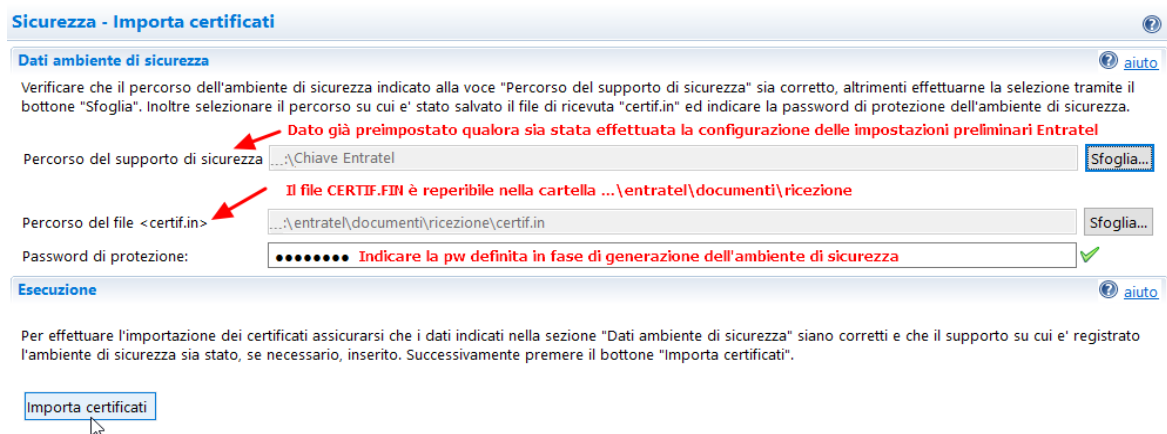 Sicurezza - Importa certificati
Dati ambiente di sicurezza
aiuto
Verificare che il percorso dell'ambiente di sicurezza indicato alla voce "Percorso del supporto di sicurezza" sia corretto, altrimenti effettuarne la selezione tramite il
bottone "Sfoglia". Inoltre selezionare il percorso su cui e' stato salvato il file di ricevuta "certif.in" ed indicare la password di protezione dell'ambiente di sicurezza.
Dato già preimpostato qualora sia stata effettuata la configurazione delle impostazioni preliminari Entratel
Percorso del supporto di sicurezza ...:\Chiave Entratel Sfoglia...
Il file CERTIF.FIN è reperibile nella cartella ...\entratel\documenti\ricezione
Percorso del file <certif.in> ...:\entratel\documenti\ricezione\certif.in Sfoglia...
Password di protezione: ●●●●●●●● Indicare la pw definita in fase di generazione dell'ambiente di sicurezza
Esecuzione
aiuto
Per effettuare l'importazione dei certificati assicurarsi che i dati indicati nella sezione "Dati ambiente di sicurezza" siano corretti e che il supporto su cui e' registrato
l'ambiente di sicurezza sia stato, se necessario, inserito. Successivamente premere il bottone "Importa certificati".
Importa certificati